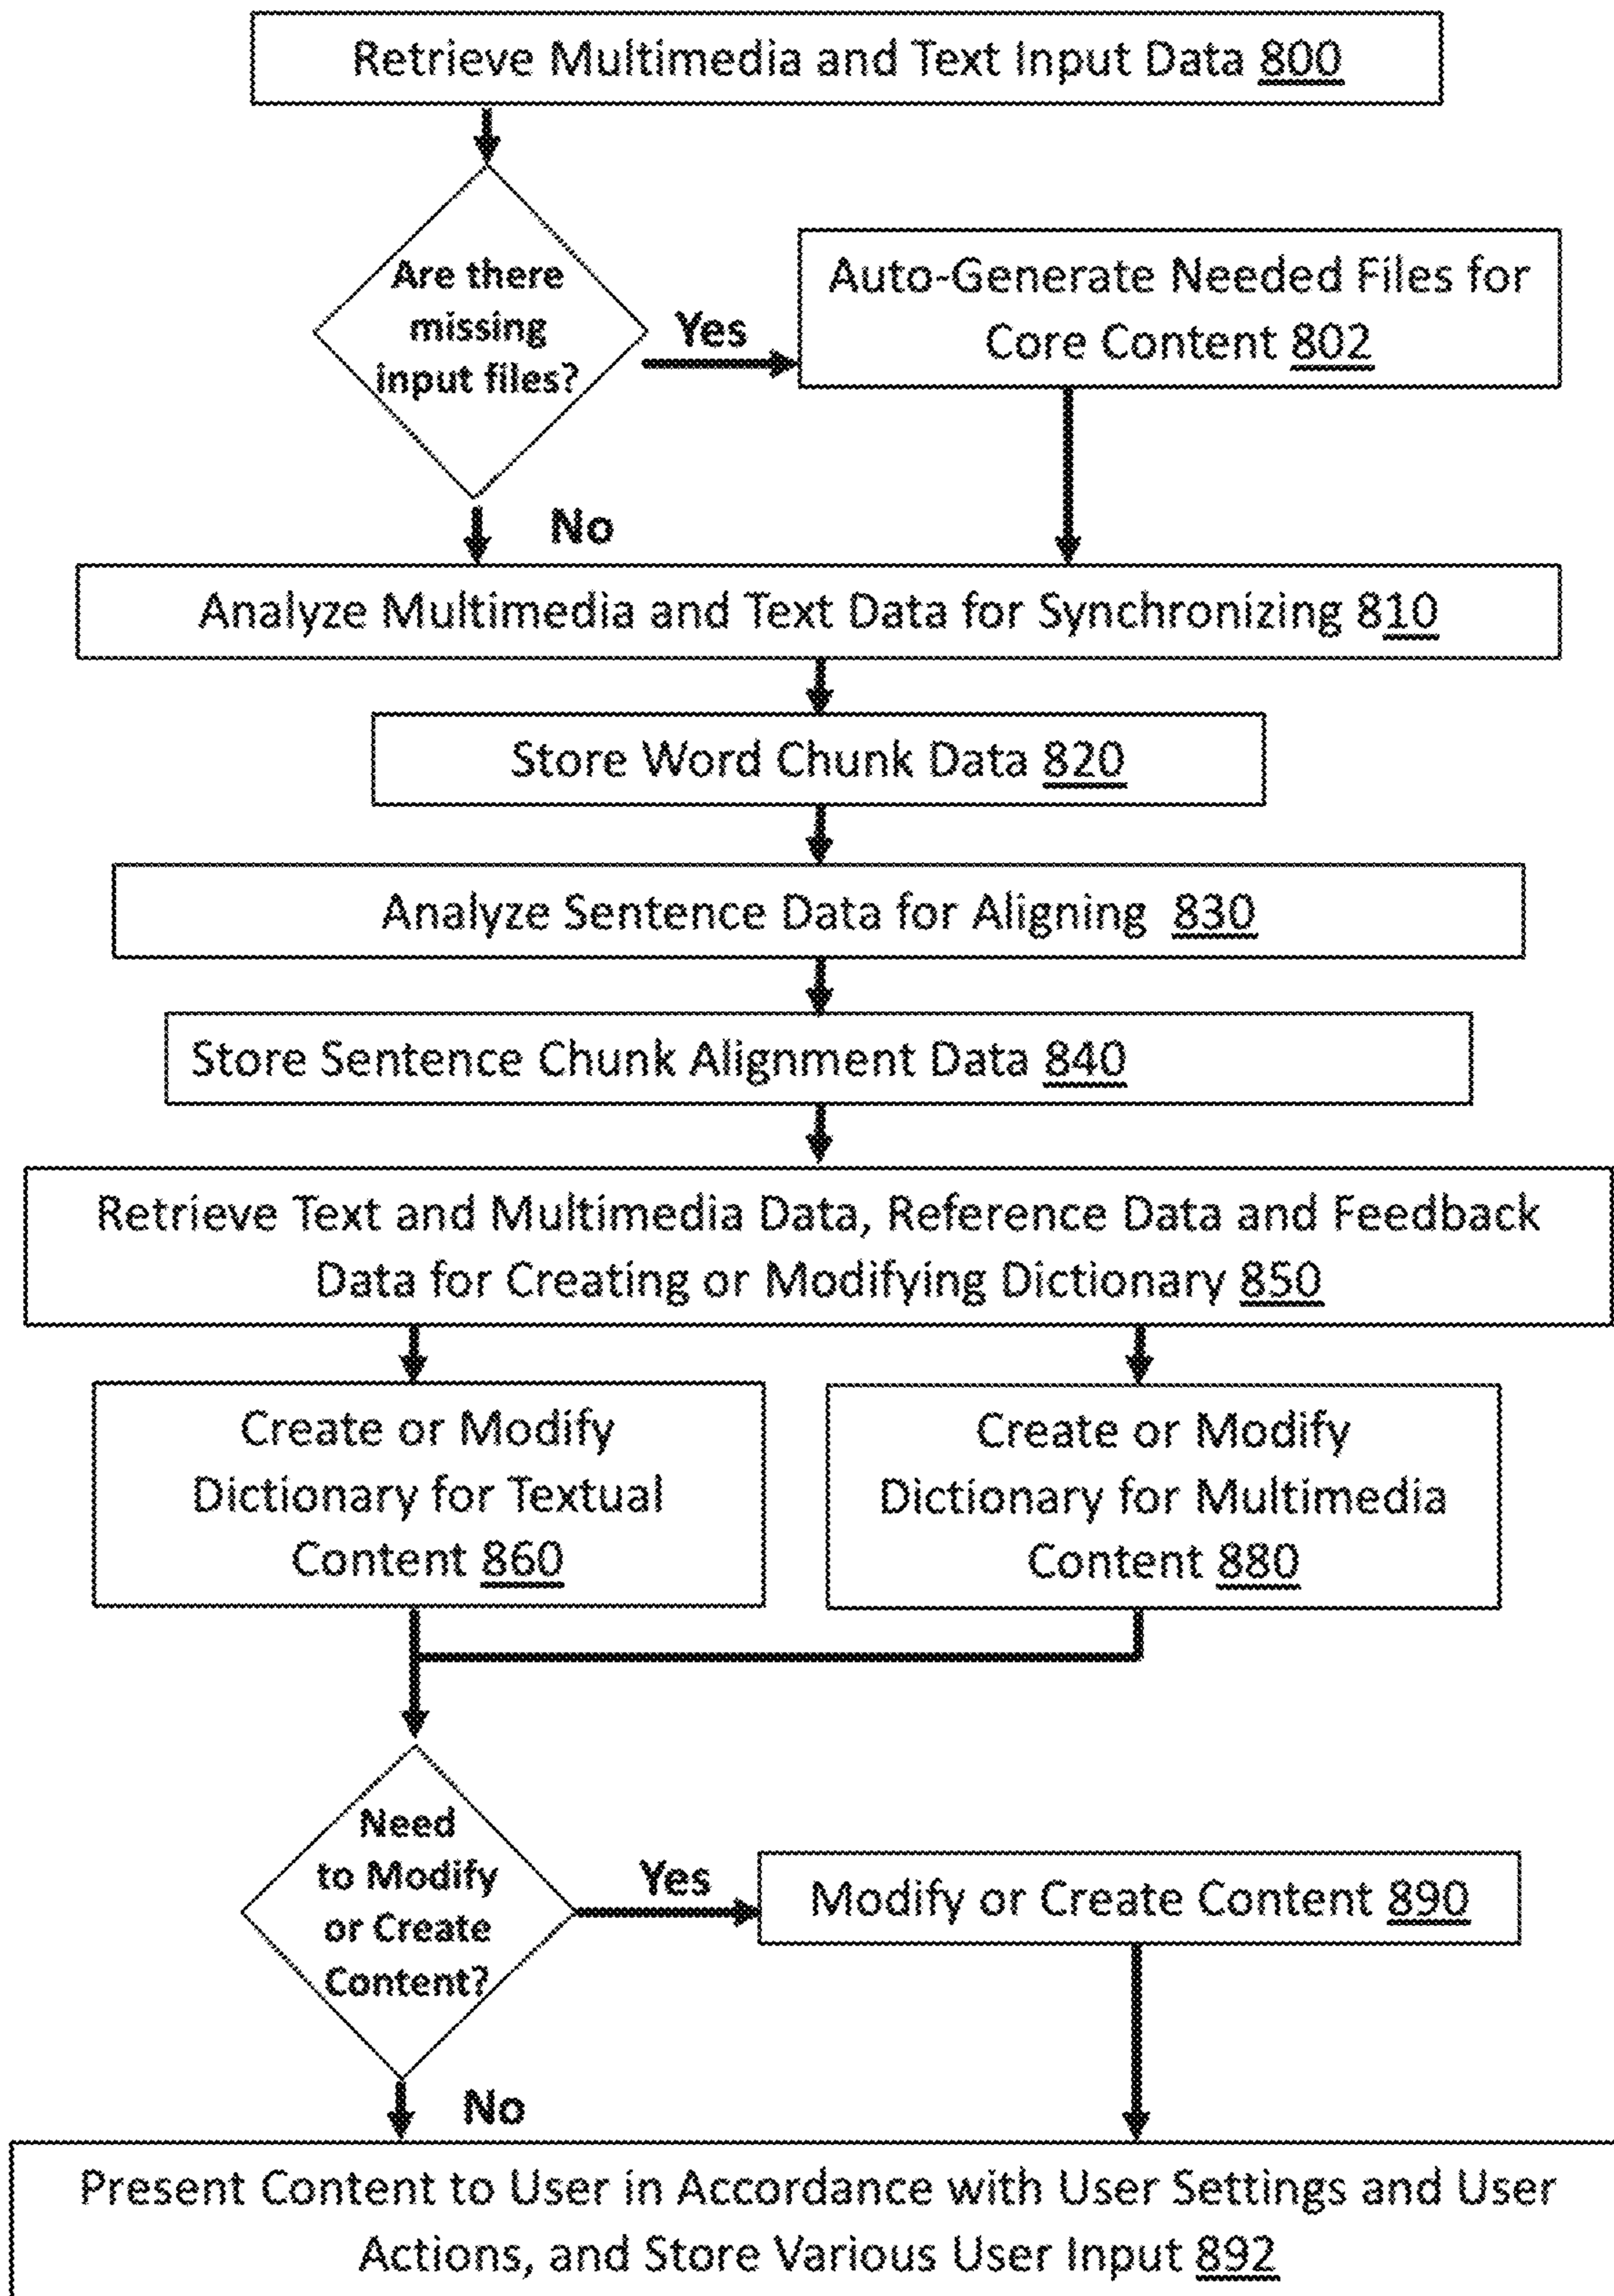 Retrieve Multimedia and Text Input Data 800
Are there
missing
input files?
Yes
Auto-Generate Needed Files for
Core Content 802
No
Analyze Multimedia and Text Data for Synchronizing 810
Store Word Chunk Data 820
Analyze Sentence Data for Aligning 830
Store Sentence Chunk Alignment Data 840
Retrieve Text and Multimedia Data, Reference Data and Feedback
Data for Creating or Modifying Dictionary 850
Create or Modify
Dictionary for Textual
Content 860
Create or Modify
Dictionary for Multimedia
Content 880
Need
to Modify
or Create
Content?
Yes
Modify or Create Content 890
No
Present Content to User in Accordance with User Settings and User
Actions, and Store Various User Input 892